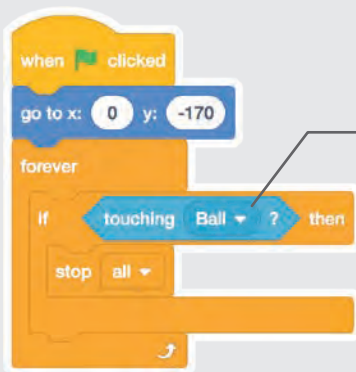 when clicked
go to x: 0 y: -170
forever
if touching Ball ? then
stop all